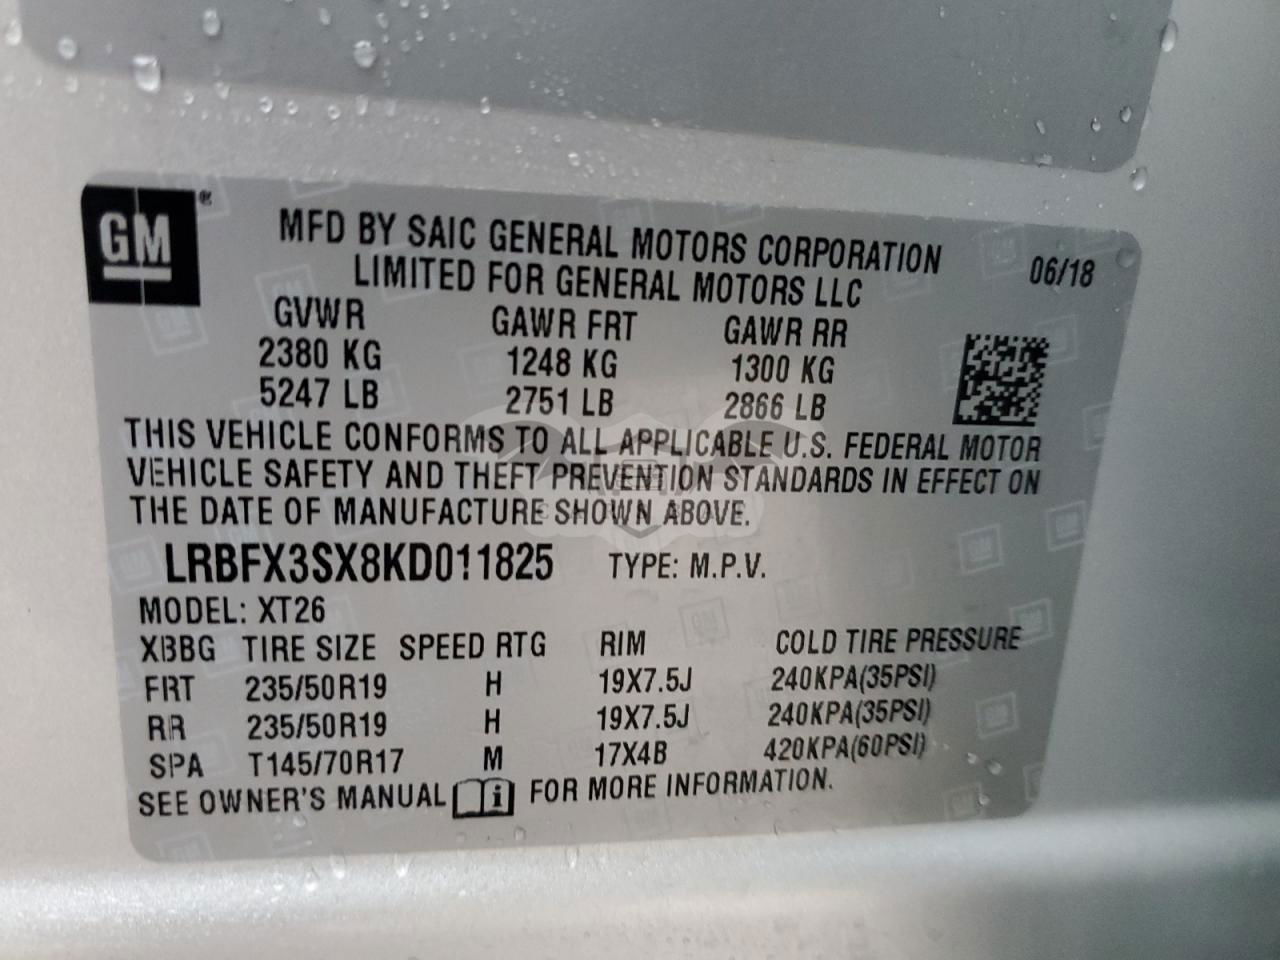 GM ®
MFD BY SAIC GENERAL MOTORS CORPORATION
LIMITED FOR GENERAL MOTORS LLC
06/18
GVWR GAWR FRT GAWR RR
2380 KG 1248 KG 1300 KG
5247 LB 2751 LB 2866 LB
THIS VEHICLE CONFORMS TO ALL APPLICABLE U.S. FEDERAL MOTOR
VEHICLE SAFETY AND THEFT PREVENTION STANDARDS IN EFFECT ON
THE DATE OF MANUFACTURE SHOWN ABOVE.
LRBFX3SX8KD011825 TYPE: M.P.V.
MODEL: XT26
XBBG TIRE SIZE SPEED RTG RIM COLD TIRE PRESSURE
FRT 235/50R19 H 19X7.5J 240KPA(35PSI)
RR 235/50R19 H 19X7.5J 240KPA(35PSI)
SPA T145/70R17 M 17X4B 420KPA(60PSI)
SEE OWNER'S MANUAL i FOR MORE INFORMATION.